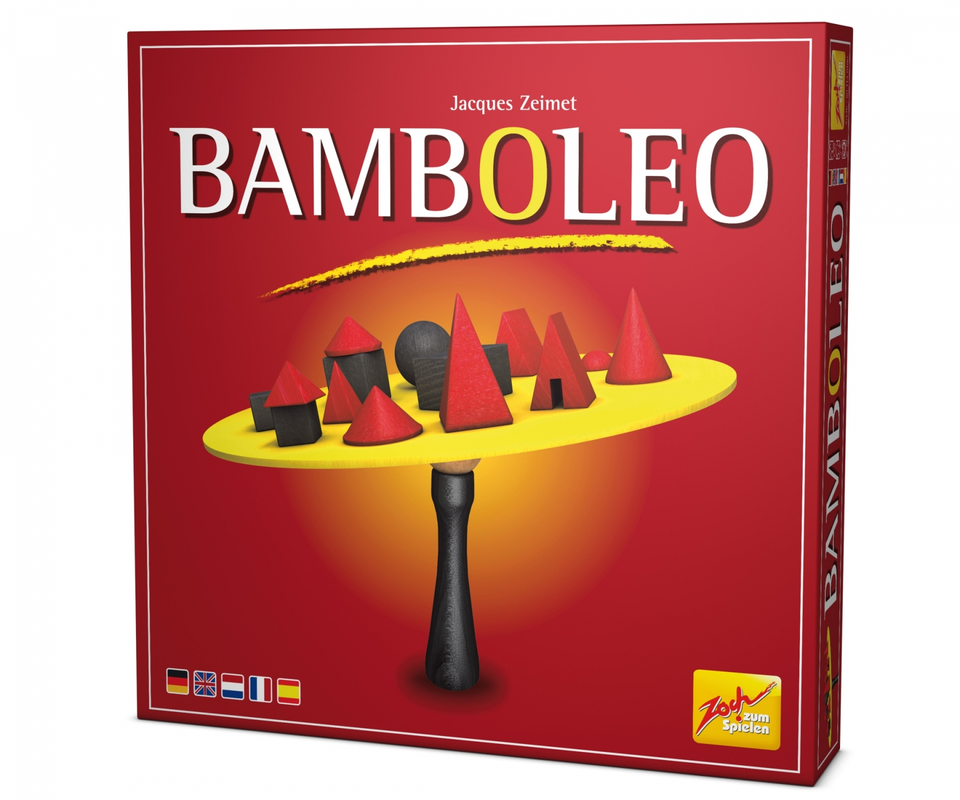 Jacques Zeimet
BAMBOLEO
Zoch
zum
Spielen
BAMBOLEO